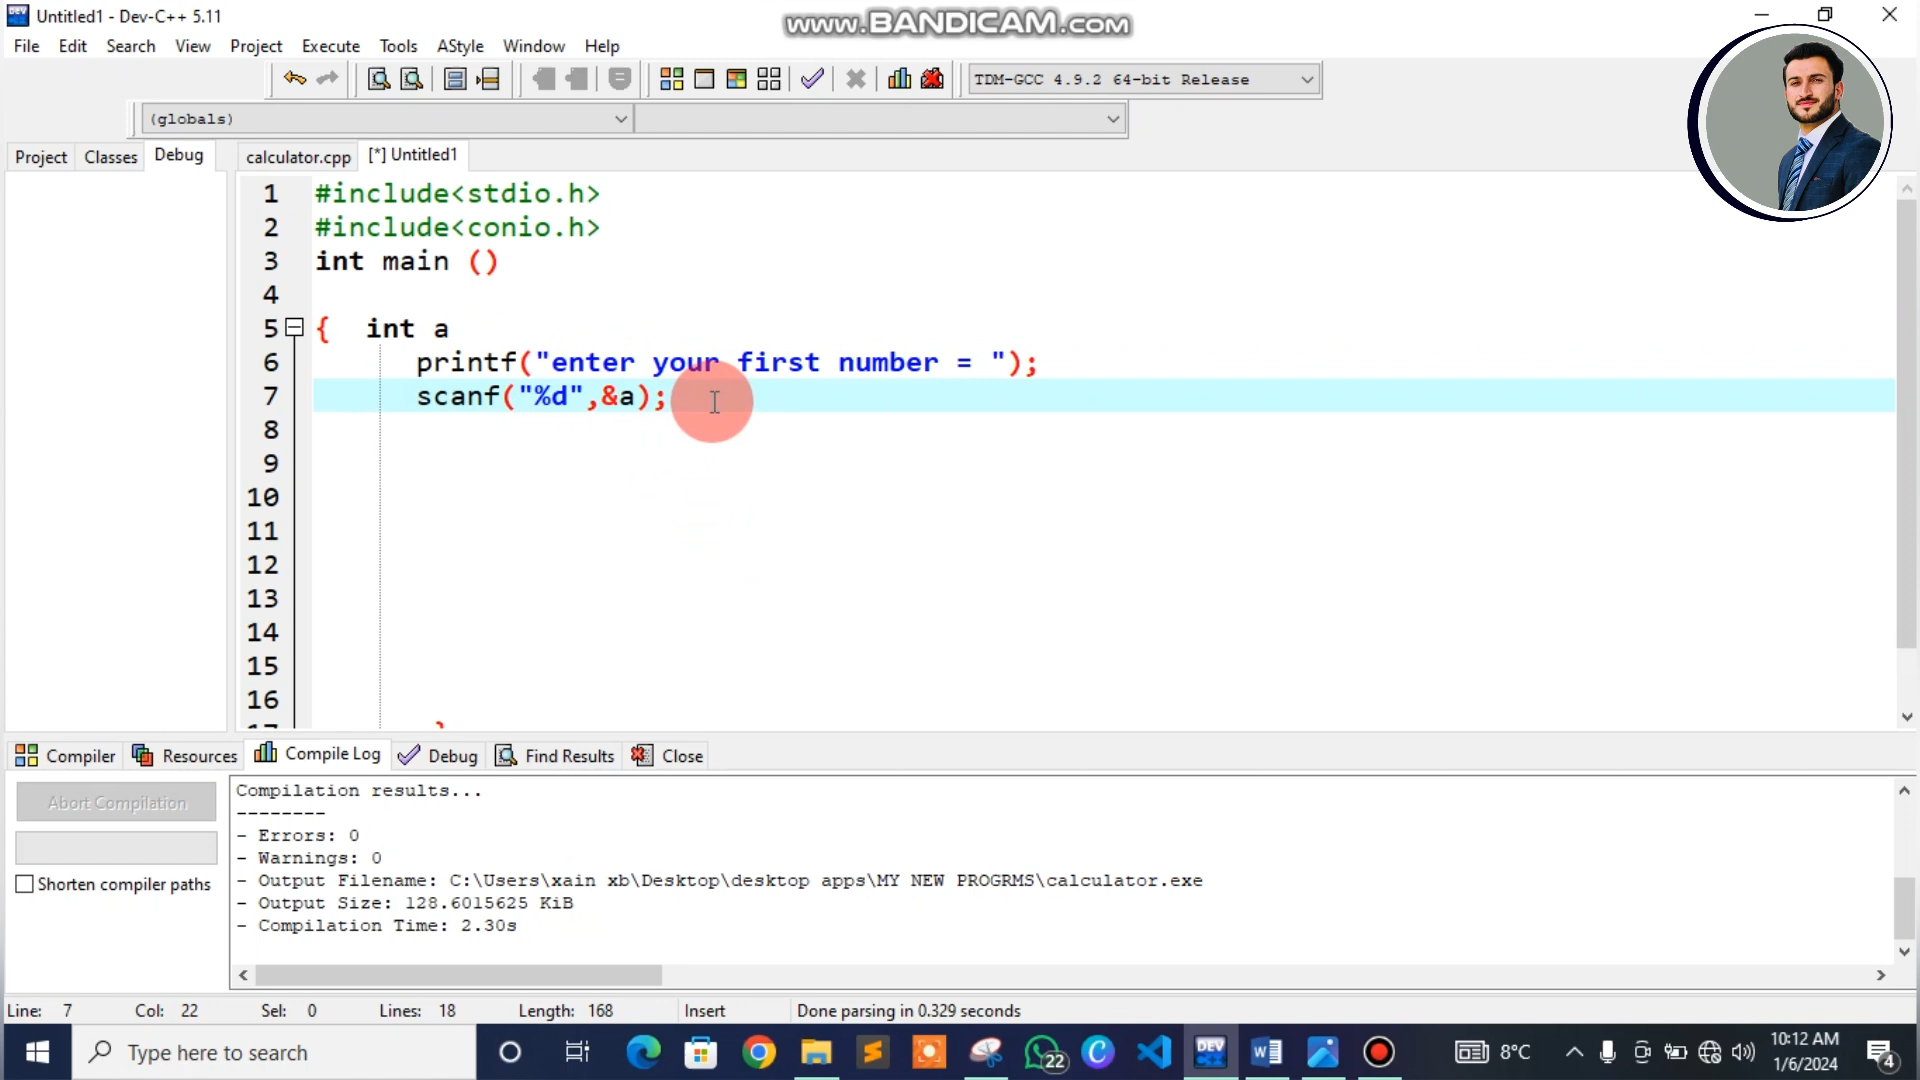 Untitled1 - Dev-C++ 5.11
www.BANDICAM.com
File Edit Search View Project Execute Tools AStyle Window Help
TDM-GCC 4.9.2 64-bit Release
(globals)
Project Classes Debug
calculator.cpp [*] Untitled1
1 #include<stdio.h>
2 #include<conio.h>
3 int main ()
4
5 { int a
6 printf("enter your first number = ");
7 scanf("%d",&a);
8
9
10
11
12
13
14
15
16
Compiler Resources Compile Log Debug Find Results Close
Abort Compilation
Shorten compiler paths
Compilation results...
--------
- Errors: 0
- Warnings: 0
- Output Filename: C:\Users\xain xb\Desktop\desktop apps\MY NEW PROGRMS\calculator.exe
- Output Size: 128.6015625 KiB
- Compilation Time: 2.30s
Line: 7 Col: 22 Sel: 0 Lines: 18 Length: 168 Insert Done parsing in 0.329 seconds
Type here to search
22
DEV
8°C
10:12 AM
1/6/2024
4